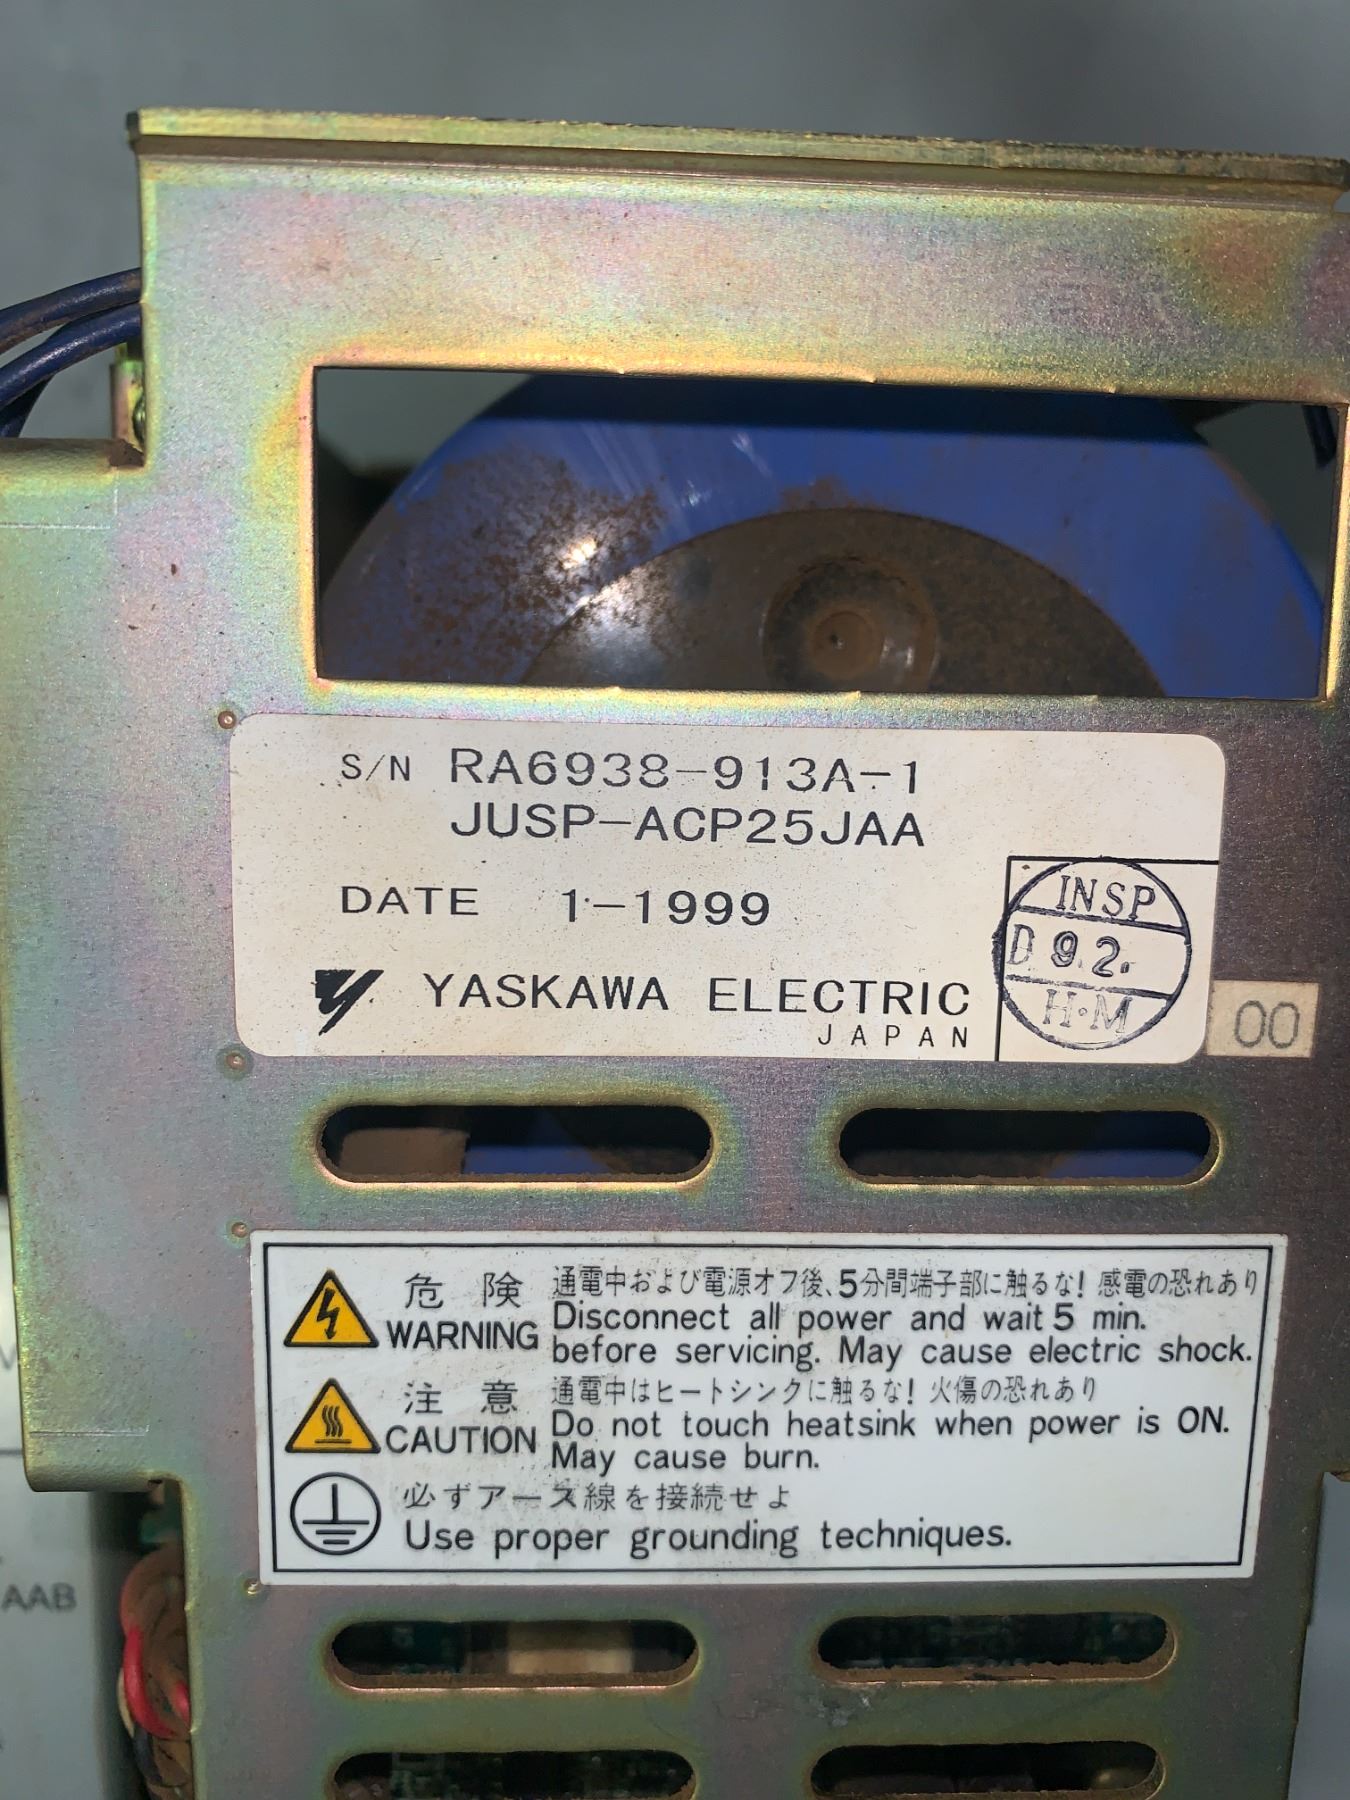 S/N RA6938-913A-1
JUSP-ACP25JAA
DATE 1-1999
YASKAWA ELECTRIC
JAPAN
INSP
D 9.2.
H·M
00
危険 通電中および電源オフ後、5分間端子部に触るな! 感電の恐れあり
WARNING Disconnect all power and wait 5 min.
before servicing. May cause electric shock.
注意 通電中はヒートシンクに触るな! 火傷の恐れあり
CAUTION Do not touch heatsink when power is ON.
May cause burn.
必ずアース線を接続せよ
Use proper grounding techniques.
AAB